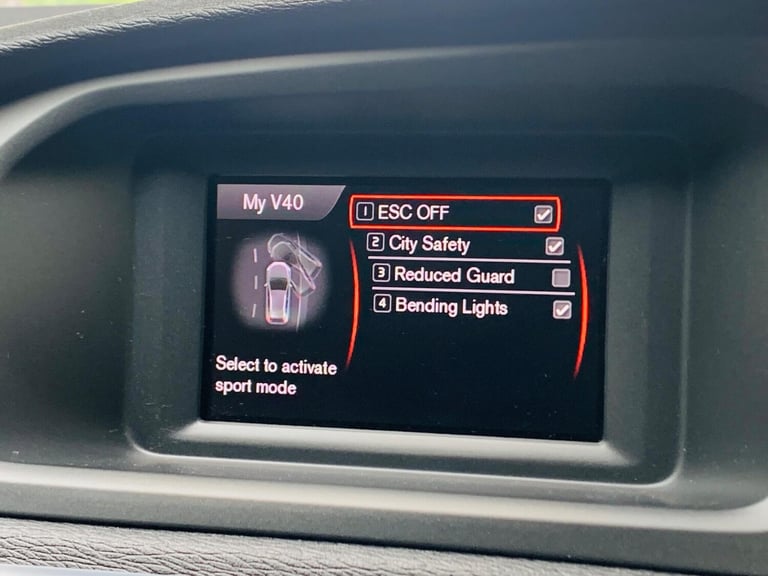 My V40
1 ESC OFF
2 City Safety
3 Reduced Guard
4 Bending Lights
Select to activate
sport mode